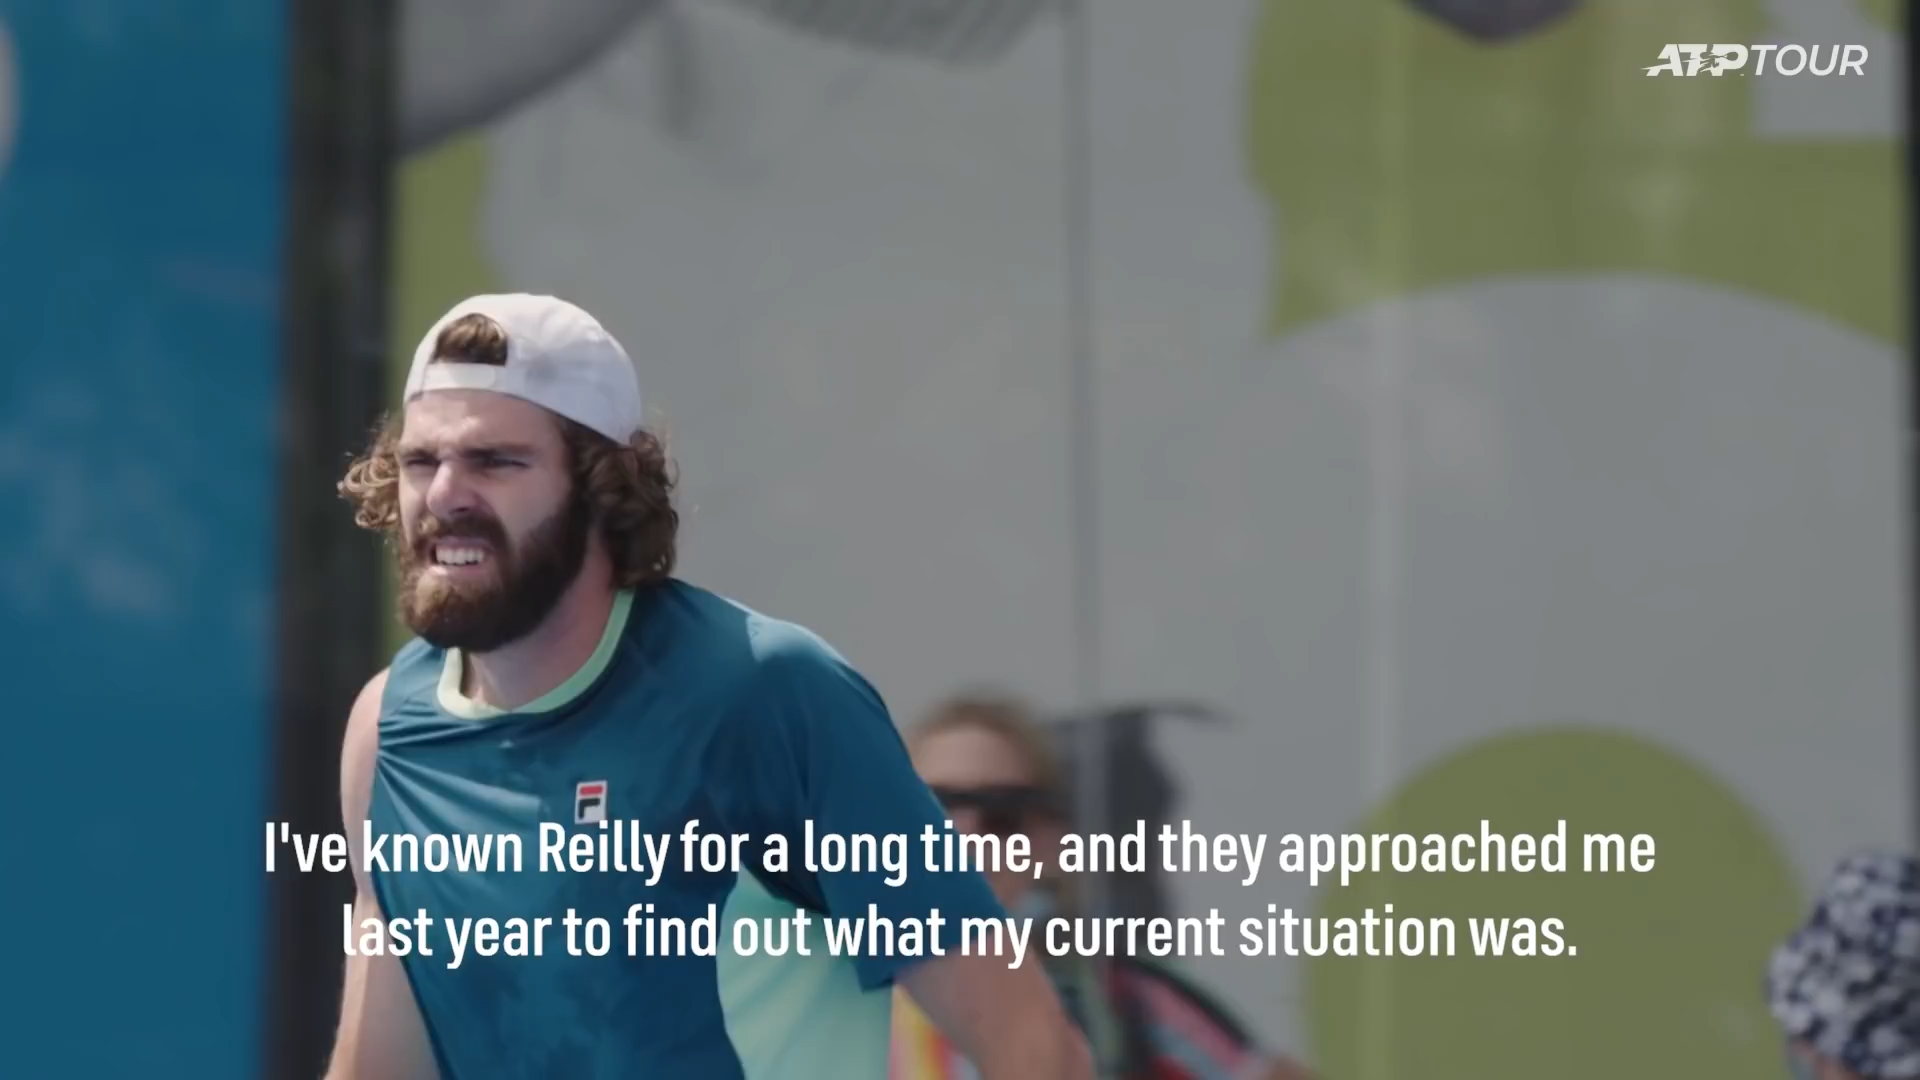 ATPTOUR
I've known Reilly for a long time, and they approached me
last year to find out what my current situation was.